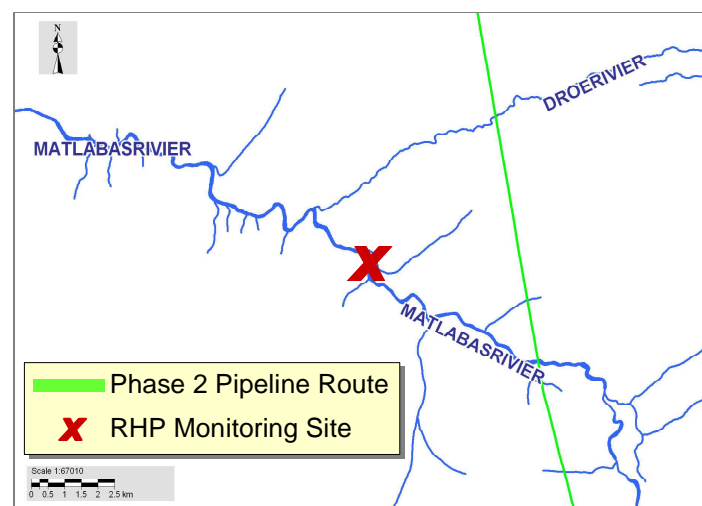 N
DROERIVIER
MATLABASRIVIER
MATLABASRIVIER
Phase 2 Pipeline Route
X RHP Monitoring Site
Scale 1:67010
0 0.5 1 1.5 2 2.5 km